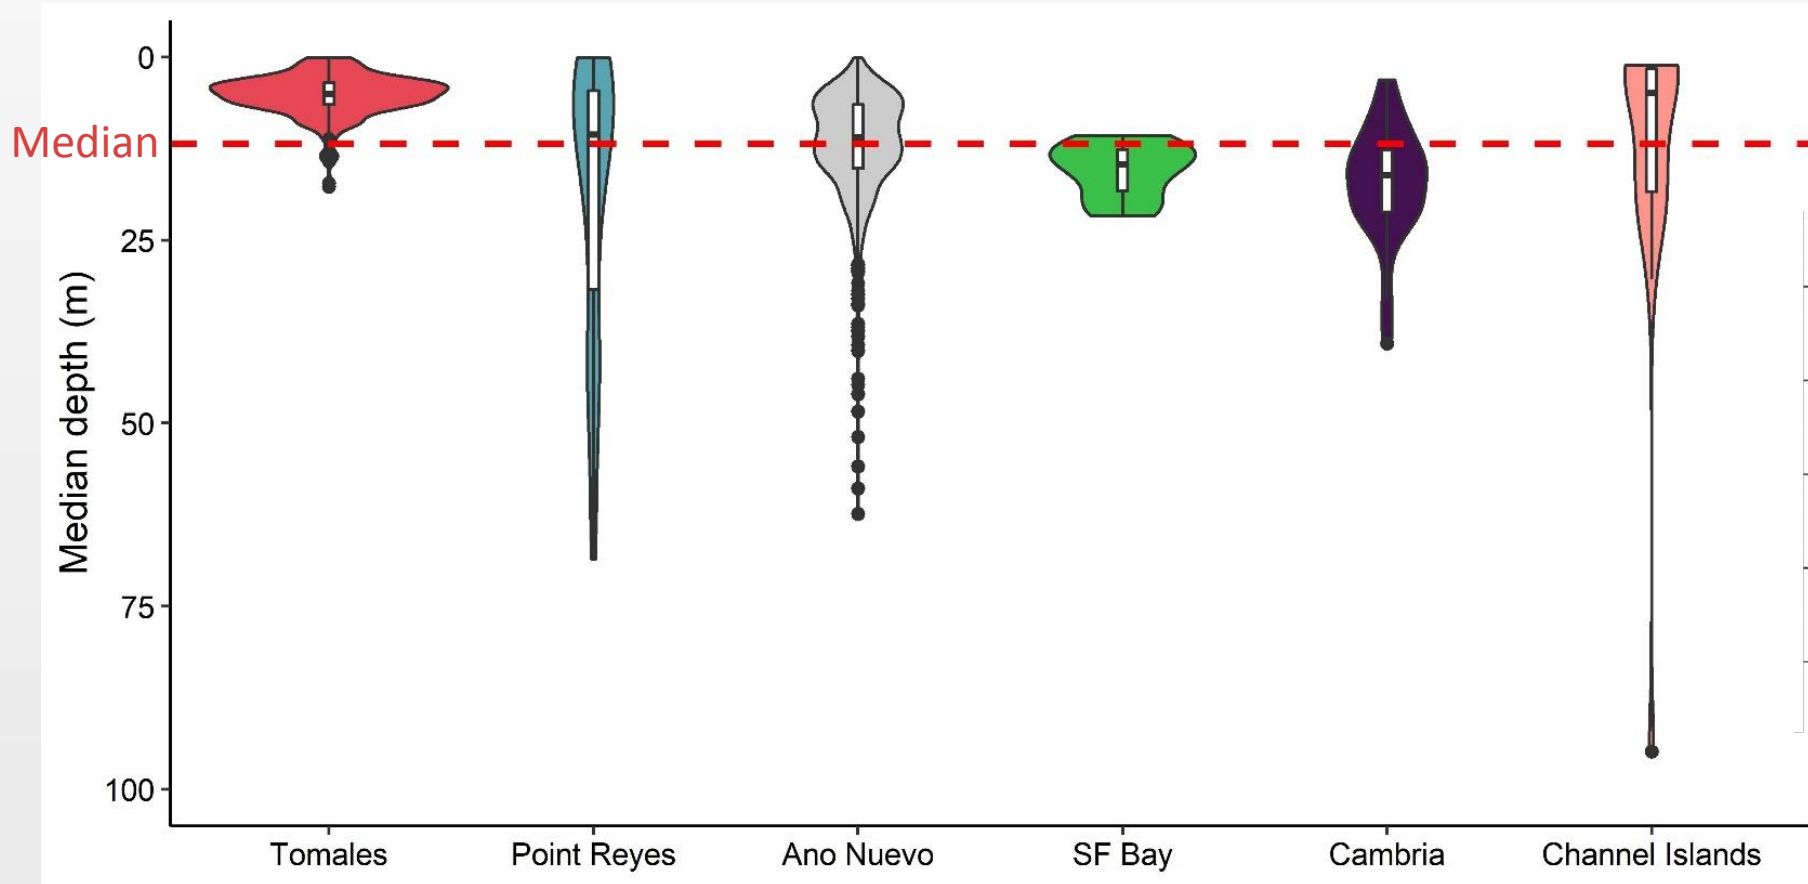 0
Median
25
Median depth (m)
50
75
100
Tomales Point Reyes Ano Nuevo SF Bay Cambria Channel Islands